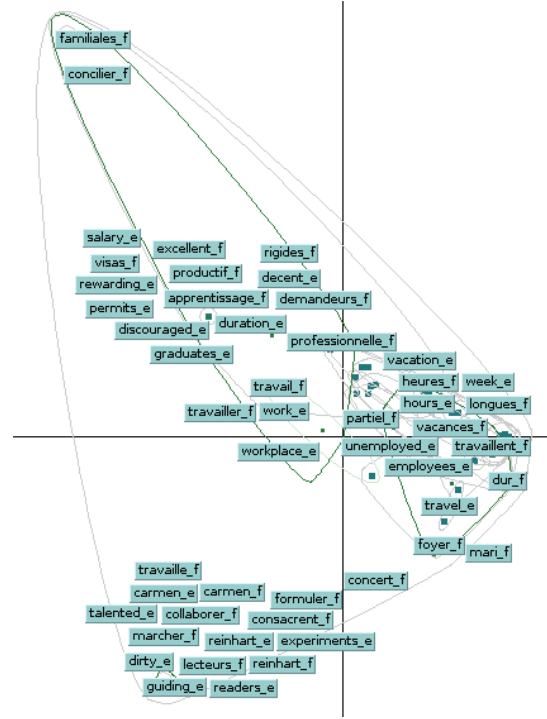 familiales_f
concilier_f
salary_e
excellent_f
rigides_f
visas_f
productif_f
decent_e
rewarding_e
apprentissage_f
demandeurs_f
permits_e
discouraged_e
duration_e
professionnelle_f
graduates_e
vacation_e
travail_f
heures_f
week_e
travailler_f
work_e
hours_e
longues_f
partiel_f
vacances_f
workplace_e
unemployed_e
travaillent_f
employees_e
dur_f
travel_e
foyer_f
mari_f
travaille_f
concert_f
carmen_e
carmen_f
formuler_f
talented_e
collaborer_f
consacrent_f
marcher_f
reinhart_e
experiments_e
dirty_e
lecteurs_f
reinhart_f
guiding_e
readers_e